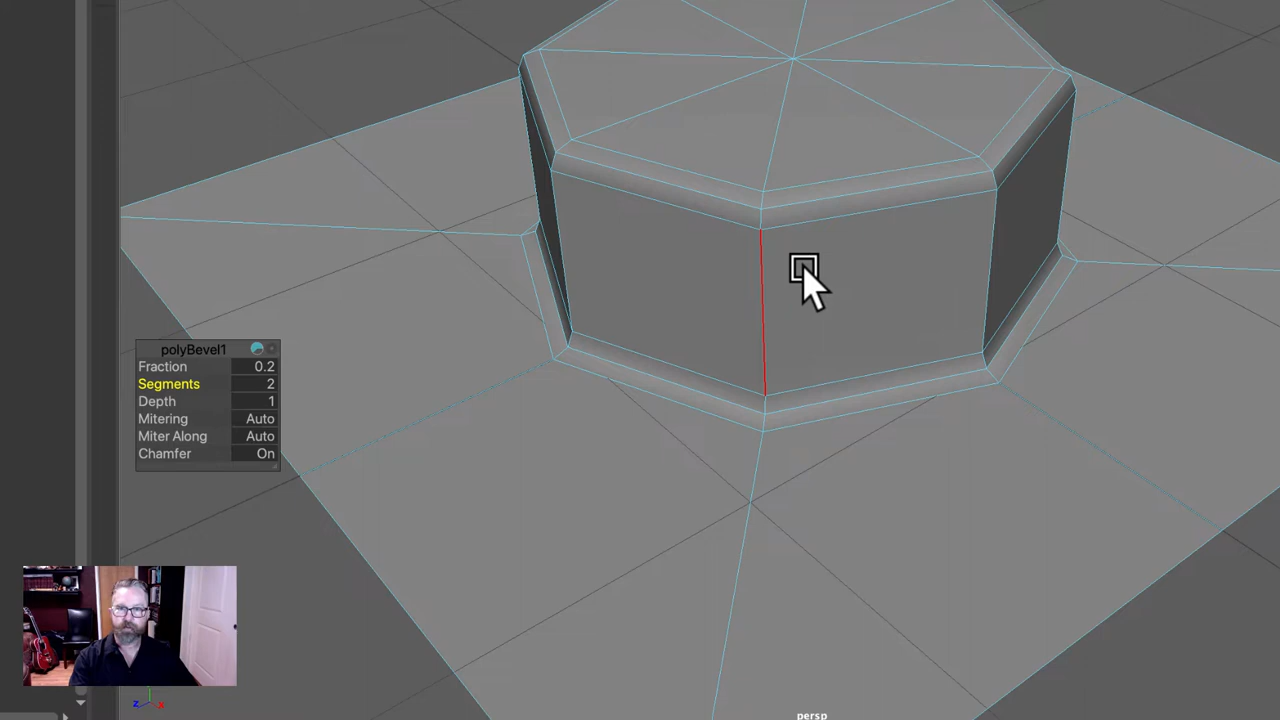 polyBevel1
Fraction 0.2
Segments 2
Depth 1
Mitering Auto
Miter Along Auto
Chamfer On
z x
persp